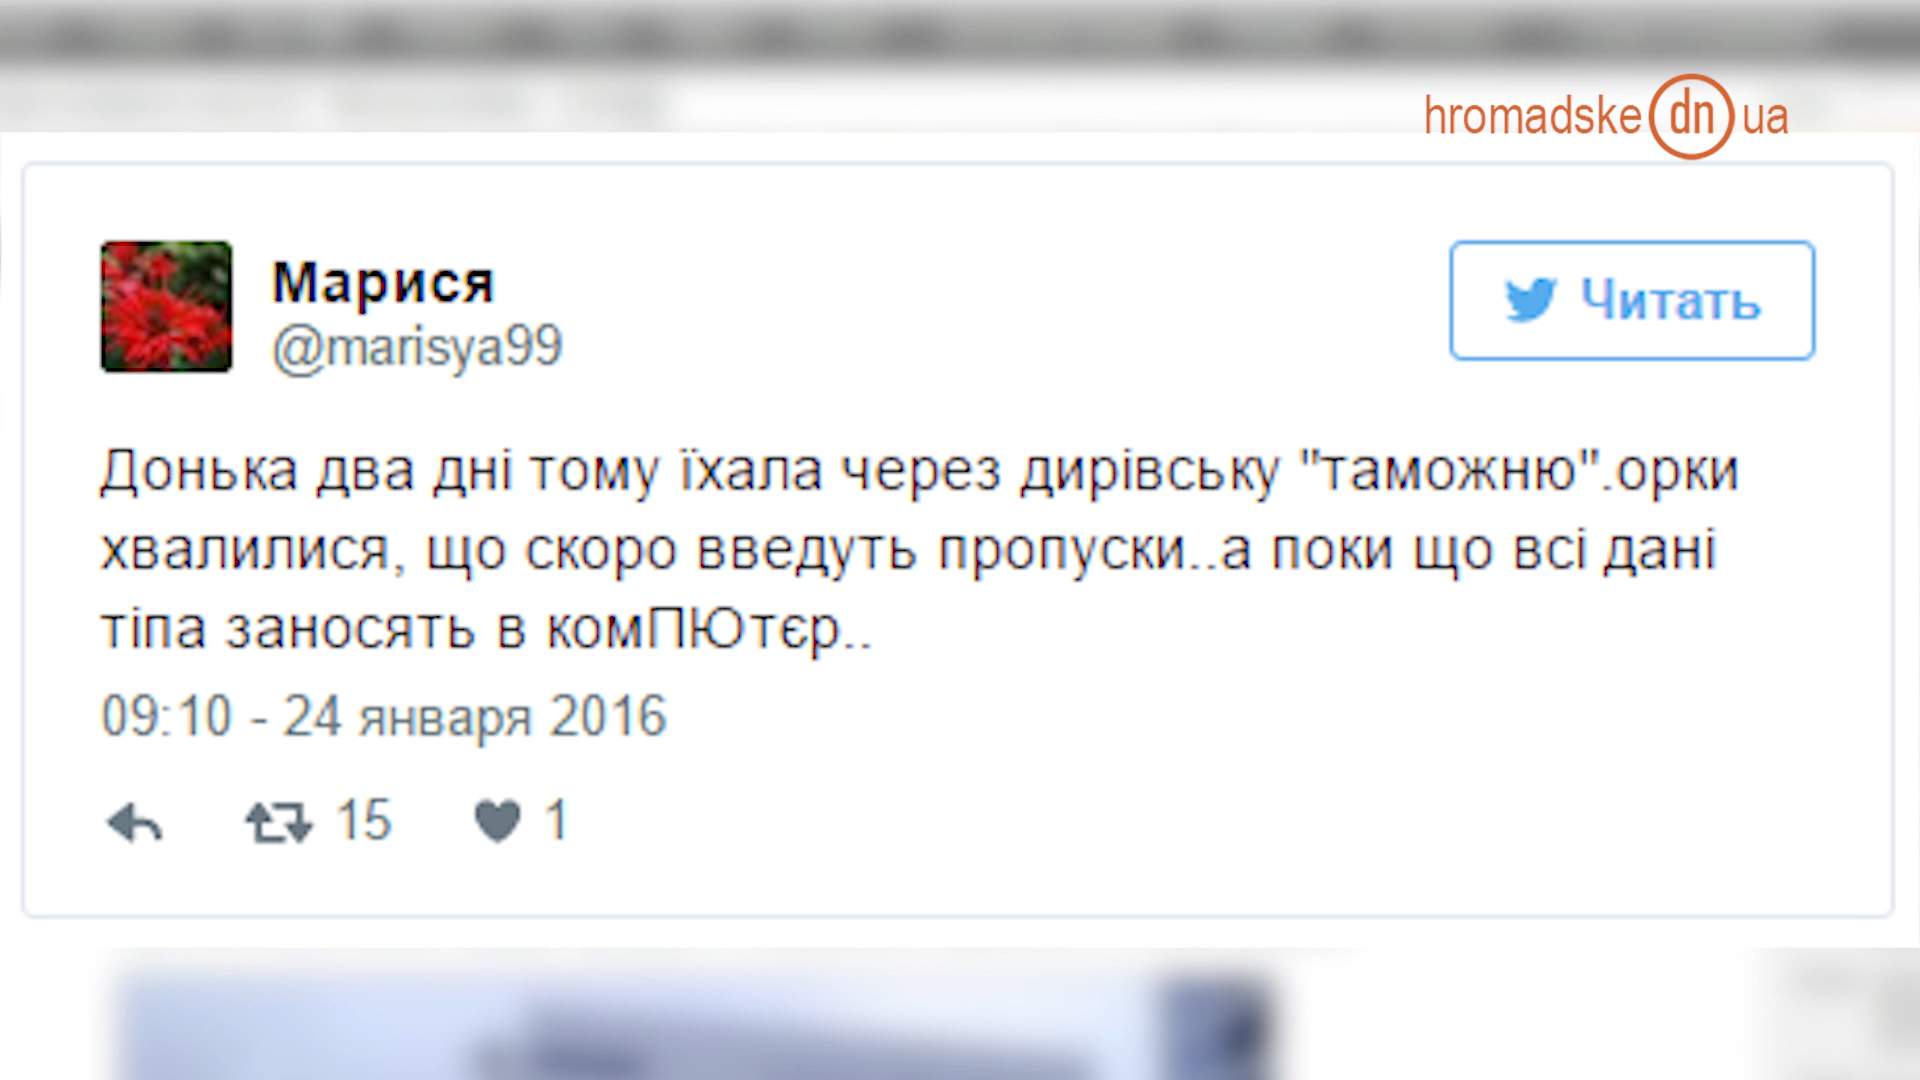 hromadske dn ua
Марися
@marisya99
Читать
Донька два дні тому їхала через дирівську "таможню".орки
хвалилися, що скоро введуть пропуски..а поки що всі дані
тіпа заносять в комПЮтєр..
09:10 - 24 января 2016
15 1